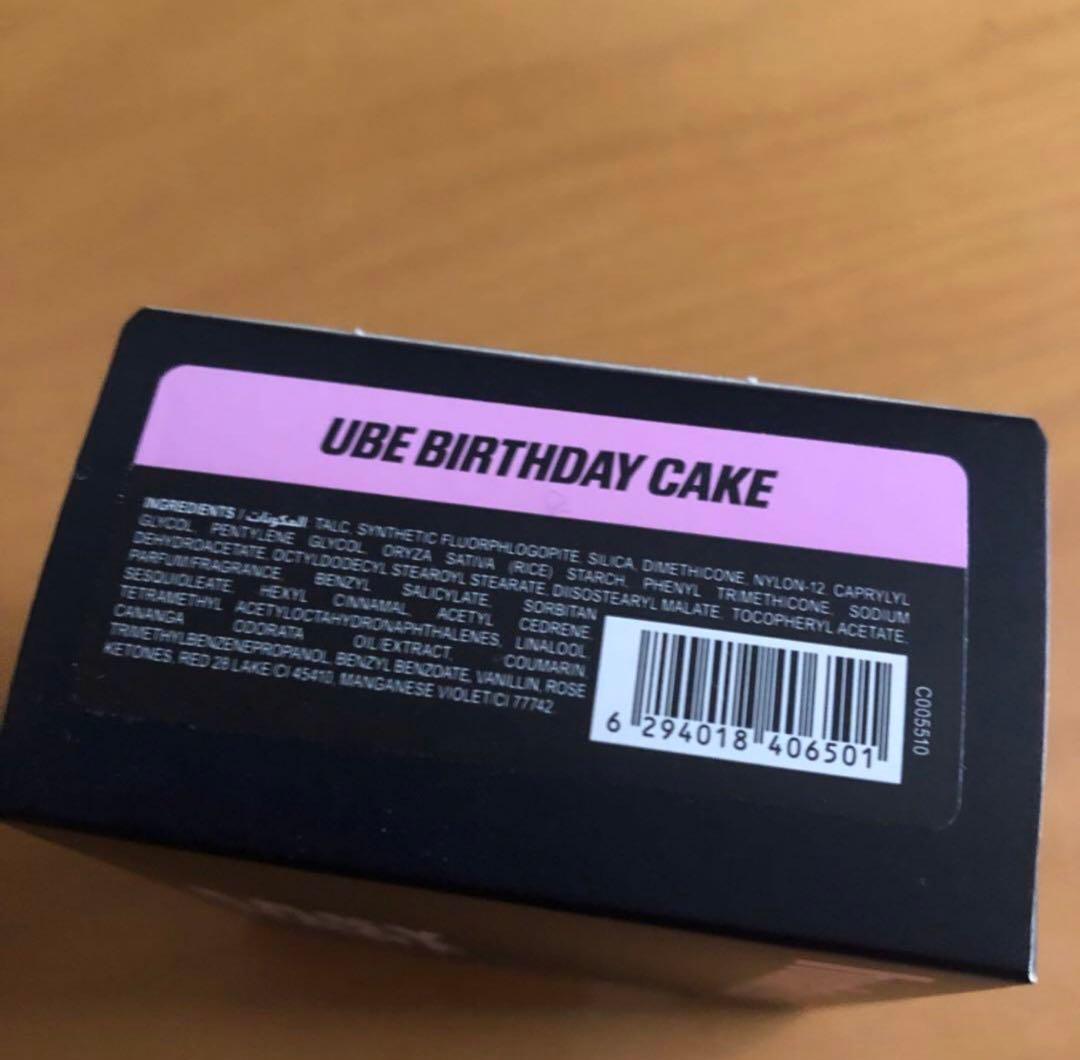 UBE BIRTHDAY CAKE
INGREDIENTS / المكونات: TALC, SYNTHETIC FLUORPHLOGOPITE, SILICA, DIMETHICONE, NYLON-12, CAPRYLYL
GLYCOL, PENTYLENE GLYCOL, ORYZA SATIVA (RICE) STARCH, PHENYL TRIMETHICONE, SODIUM
DEHYDROACETATE, OCTYLDODECYL STEAROYL STEARATE, DIISOSTEARYL MALATE, TOCOPHERYL ACETATE,
PARFUM/FRAGRANCE, BENZYL SALICYLATE, SORBITAN
SESQUIOLEATE, HEXYL CINNAMAL, ACETYL CEDRENE,
TETRAMETHYL ACETYLOCTAHYDRONAPHTHALENES, LINALOOL,
CANANGA ODORATA OIL/EXTRACT, COUMARIN,
TRIMETHYLBENZENEPROPANOL, BENZYL BENZOATE, VANILLIN, ROSE
KETONES, RED 28 LAKE CI 45410, MANGANESE VIOLET/CI 77742.
6 294018 406501
C005510